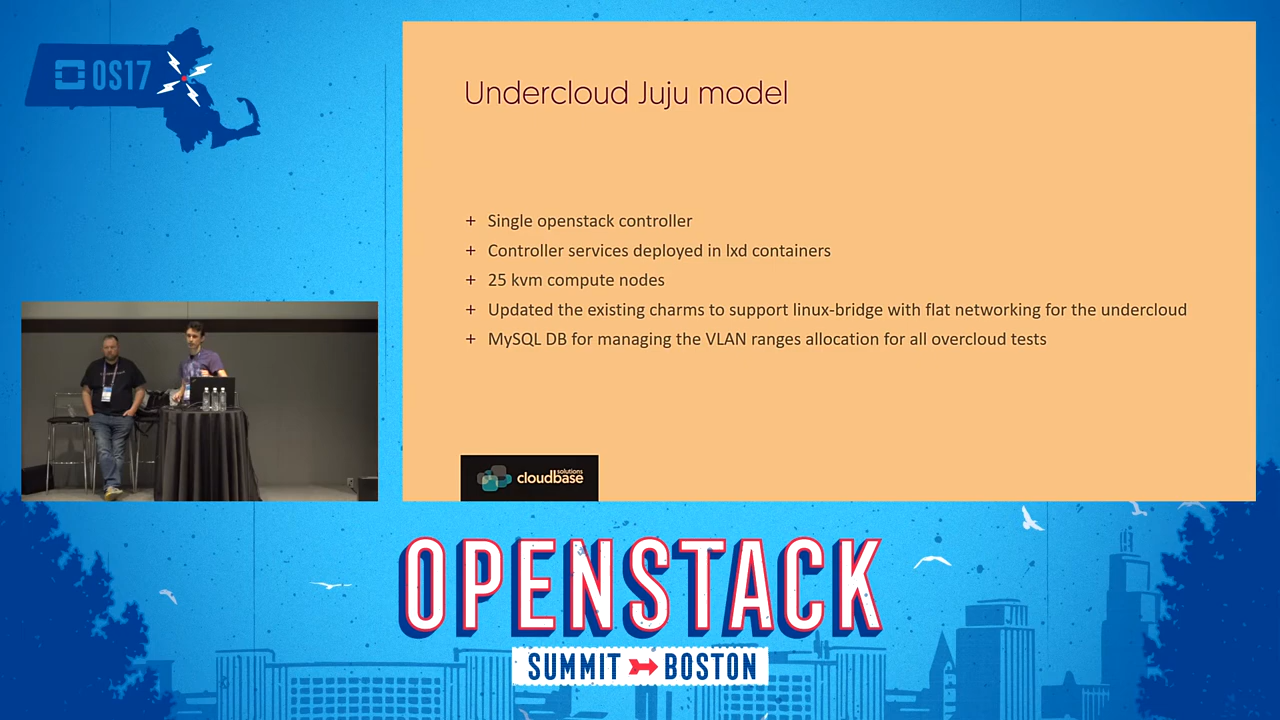 OS17
Undercloud Juju model
+ Single openstack controller
+ Controller services deployed in lxd containers
+ 25 kvm compute nodes
+ Updated the existing charms to support linux-bridge with flat networking for the undercloud
+ MySQL DB for managing the VLAN ranges allocation for all overcloud tests
cloudbase
solutions
OPENSTACK
SUMMIT BOSTON